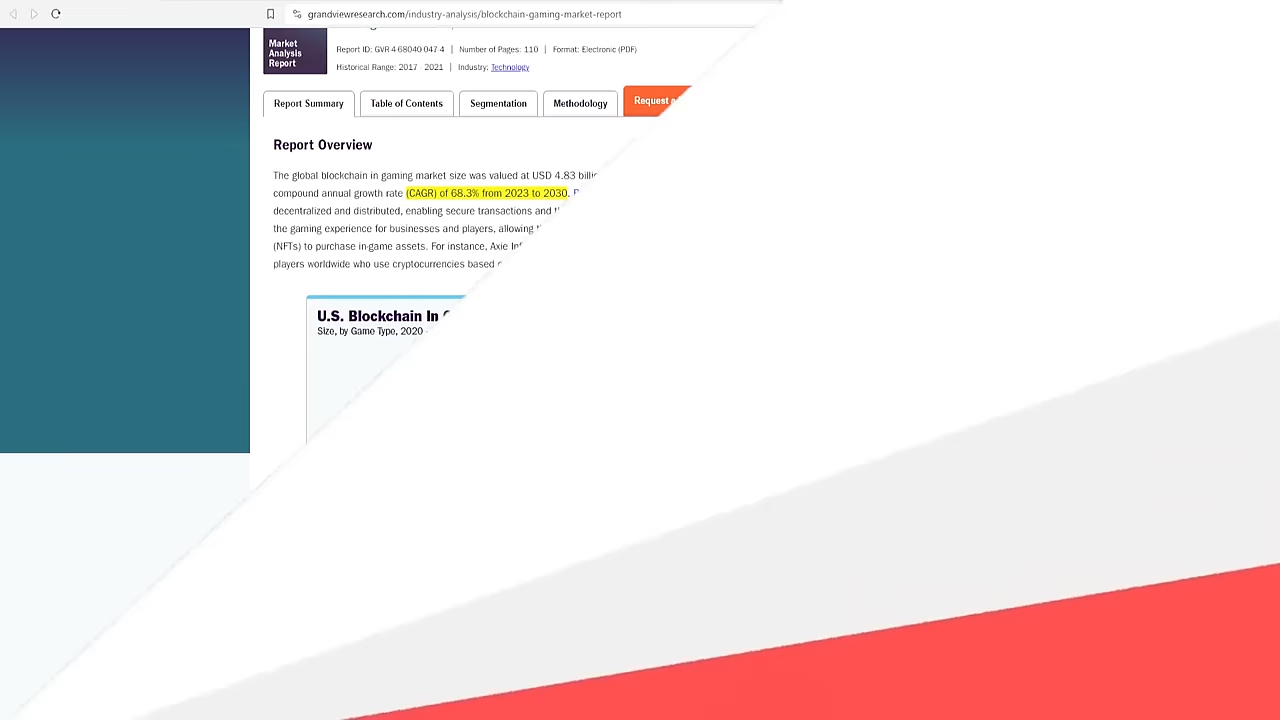 grandviewresearch.com/industry-analysis/blockchain-gaming-market-report
Market
Analysis
Report
Report ID: GVR 4 68040 047 4 | Number of Pages: 110 | Format: Electronic (PDF)
Historical Range: 2017 2021 | Industry: Technology
Report Summary
Table of Contents
Segmentation
Methodology
Request
Report Overview
The global blockchain in gaming market size was valued at USD 4.83
compound annual growth rate (CAGR) of 68.3% from 2023 to 2030.
decentralized and distributed, enabling secure transactions and
the gaming experience for businesses and players, allowing
(NFTs) to purchase in-game assets. For instance, Axie
players worldwide who use cryptocurrencies based
U.S. Blockchain In
Size, by Game Type, 2020 -